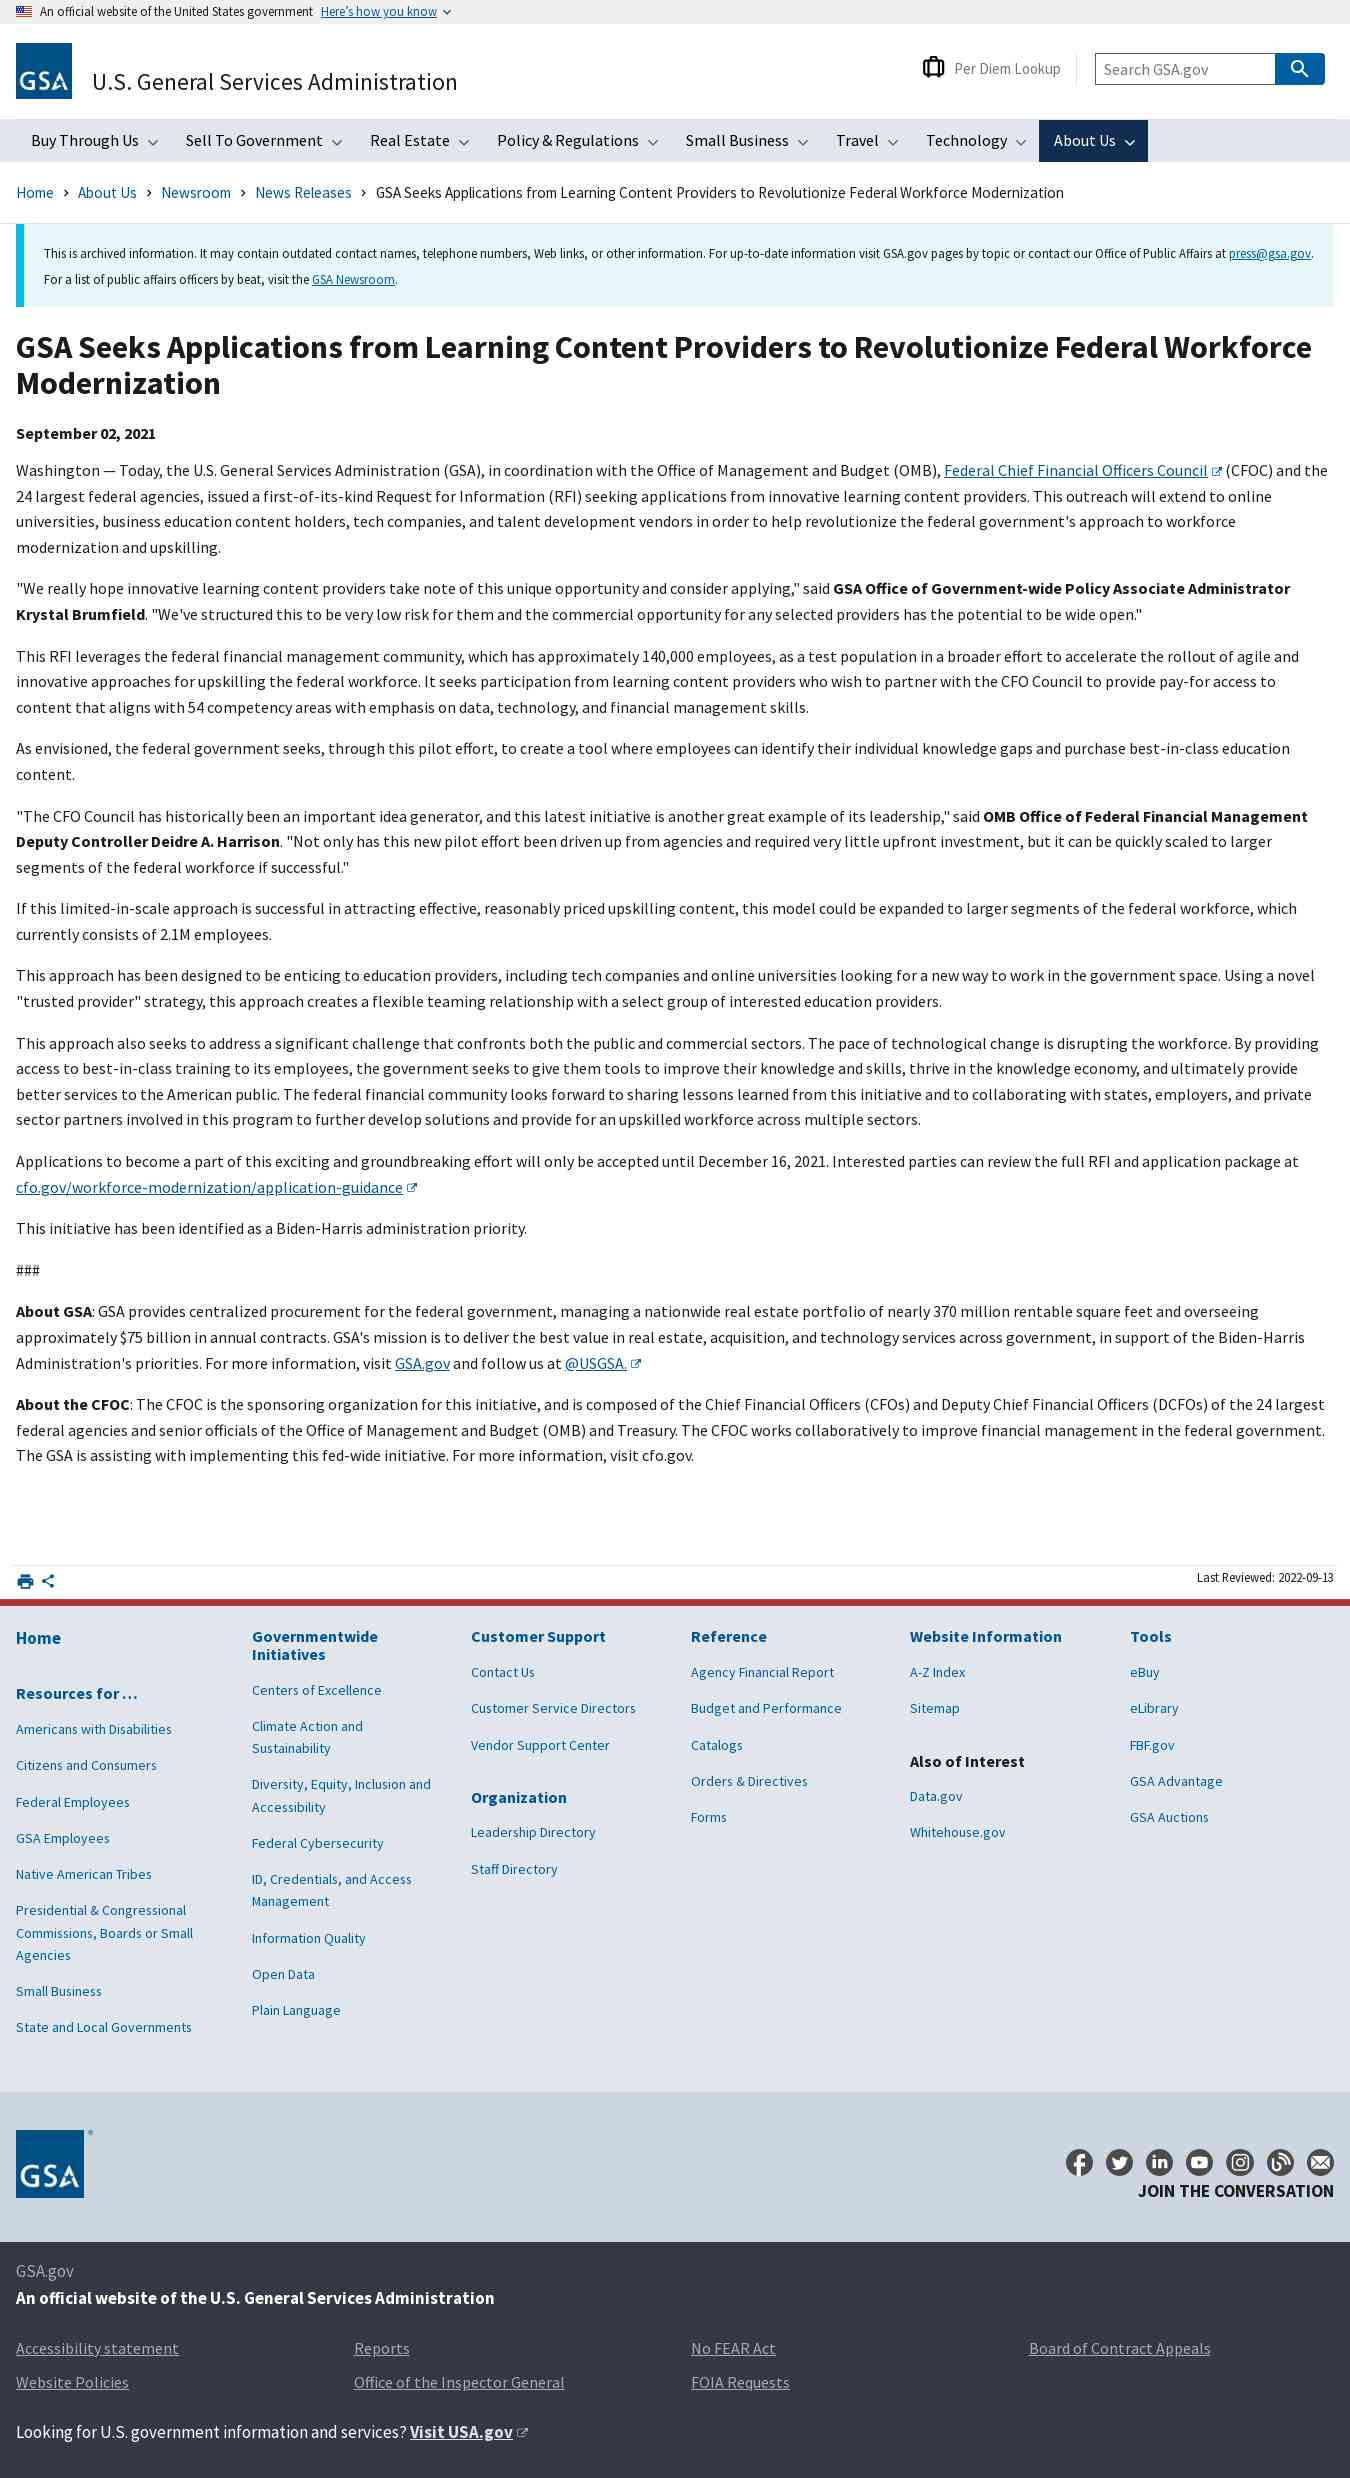 An official website of the United States government Here's how you know
GSA
U.S. General Services Administration
Per Diem Lookup
Search GSA.gov
Buy Through Us Sell To Government Real Estate Policy & Regulations Small Business Travel Technology About Us
Home About Us Newsroom News Releases GSA Seeks Applications from Learning Content Providers to Revolutionize Federal Workforce Modernization
This is archived information. It may contain outdated contact names, telephone numbers, Web links, or other information. For up-to-date information visit GSA.gov pages by topic or contact our Office of Public Affairs at press@gsa.gov.
For a list of public affairs officers by beat, visit the GSA Newsroom.
GSA Seeks Applications from Learning Content Providers to Revolutionize Federal Workforce
Modernization
September 02, 2021
Washington — Today, the U.S. General Services Administration (GSA), in coordination with the Office of Management and Budget (OMB), Federal Chief Financial Officers Council (CFOC) and the
24 largest federal agencies, issued a first-of-its-kind Request for Information (RFI) seeking applications from innovative learning content providers. This outreach will extend to online
universities, business education content holders, tech companies, and talent development vendors in order to help revolutionize the federal government's approach to workforce
modernization and upskilling.
"We really hope innovative learning content providers take note of this unique opportunity and consider applying," said GSA Office of Government-wide Policy Associate Administrator
Krystal Brumfield. "We've structured this to be very low risk for them and the commercial opportunity for any selected providers has the potential to be wide open."
This RFI leverages the federal financial management community, which has approximately 140,000 employees, as a test population in a broader effort to accelerate the rollout of agile and
innovative approaches for upskilling the federal workforce. It seeks participation from learning content providers who wish to partner with the CFO Council to provide pay-for access to
content that aligns with 54 competency areas with emphasis on data, technology, and financial management skills.
As envisioned, the federal government seeks, through this pilot effort, to create a tool where employees can identify their individual knowledge gaps and purchase best-in-class education
content.
"The CFO Council has historically been an important idea generator, and this latest initiative is another great example of its leadership," said OMB Office of Federal Financial Management
Deputy Controller Deidre A. Harrison. "Not only has this new pilot effort been driven up from agencies and required very little upfront investment, but it can be quickly scaled to larger
segments of the federal workforce if successful."
If this limited-in-scale approach is successful in attracting effective, reasonably priced upskilling content, this model could be expanded to larger segments of the federal workforce, which
currently consists of 2.1M employees.
This approach has been designed to be enticing to education providers, including tech companies and online universities looking for a new way to work in the government space. Using a novel
"trusted provider" strategy, this approach creates a flexible teaming relationship with a select group of interested education providers.
This approach also seeks to address a significant challenge that confronts both the public and commercial sectors. The pace of technological change is disrupting the workforce. By providing
access to best-in-class training to its employees, the government seeks to give them tools to improve their knowledge and skills, thrive in the knowledge economy, and ultimately provide
better services to the American public. The federal financial community looks forward to sharing lessons learned from this initiative and to collaborating with states, employers, and private
sector partners involved in this program to further develop solutions and provide for an upskilled workforce across multiple sectors.
Applications to become a part of this exciting and groundbreaking effort will only be accepted until December 16, 2021. Interested parties can review the full RFI and application package at
cfo.gov/workforce-modernization/application-guidance
This initiative has been identified as a Biden-Harris administration priority.
###
About GSA: GSA provides centralized procurement for the federal government, managing a nationwide real estate portfolio of nearly 370 million rentable square feet and overseeing
approximately $75 billion in annual contracts. GSA's mission is to deliver the best value in real estate, acquisition, and technology services across government, in support of the Biden-Harris
Administration's priorities. For more information, visit GSA.gov and follow us at @USGSA.
About the CFOC: The CFOC is the sponsoring organization for this initiative, and is composed of the Chief Financial Officers (CFOs) and Deputy Chief Financial Officers (DCFOs) of the 24 largest
federal agencies and senior officials of the Office of Management and Budget (OMB) and Treasury. The CFOC works collaboratively to improve financial management in the federal government.
The GSA is assisting with implementing this fed-wide initiative. For more information, visit cfo.gov.
Last Reviewed: 2022-09-13
Home
Resources for …
Americans with Disabilities
Citizens and Consumers
Federal Employees
GSA Employees
Native American Tribes
Presidential & Congressional
Commissions, Boards or Small
Agencies
Small Business
State and Local Governments
Governmentwide
Initiatives
Centers of Excellence
Climate Action and
Sustainability
Diversity, Equity, Inclusion and
Accessibility
Federal Cybersecurity
ID, Credentials, and Access
Management
Information Quality
Open Data
Plain Language
Customer Support
Contact Us
Customer Service Directors
Vendor Support Center
Organization
Leadership Directory
Staff Directory
Reference
Agency Financial Report
Budget and Performance
Catalogs
Orders & Directives
Forms
Website Information
A-Z Index
Sitemap
Also of Interest
Data.gov
Whitehouse.gov
Tools
eBuy
eLibrary
FBF.gov
GSA Advantage
GSA Auctions
GSA
JOIN THE CONVERSATION
GSA.gov
An official website of the U.S. General Services Administration
Accessibility statement Reports No FEAR Act Board of Contract Appeals
Website Policies Office of the Inspector General FOIA Requests
Looking for U.S. government information and services? Visit USA.gov